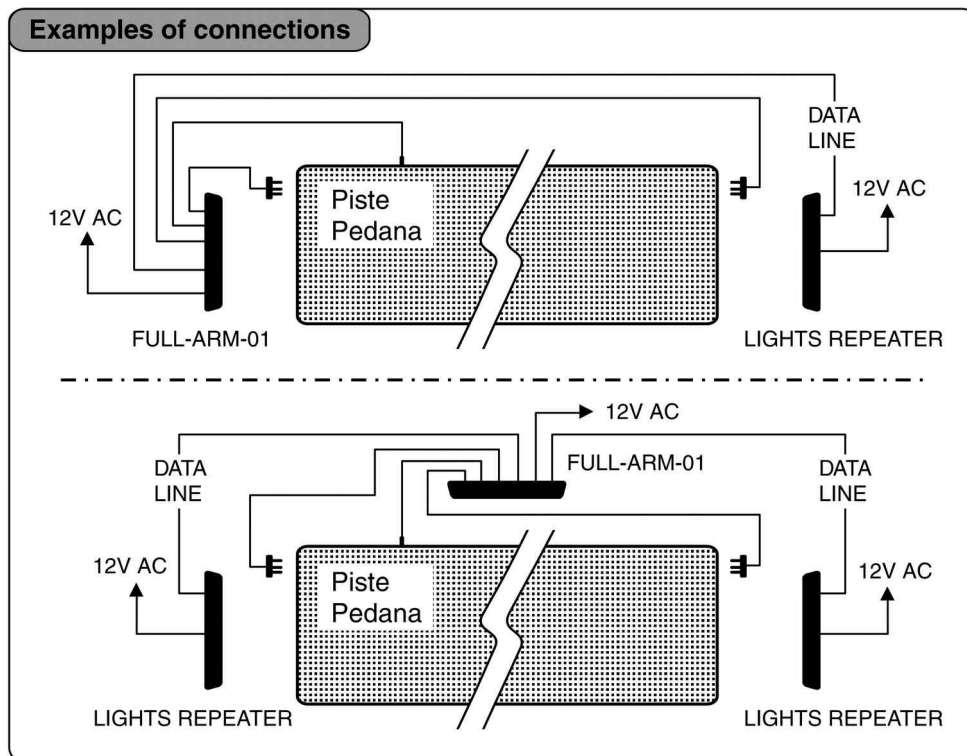 Examples of connections
DATA
LINE
Piste
Pedana
12V AC
12V AC
FULL-ARM-01
LIGHTS REPEATER
12V AC
FULL-ARM-01
DATA
LINE
DATA
LINE
12V AC
Piste
Pedana
12V AC
LIGHTS REPEATER
LIGHTS REPEATER